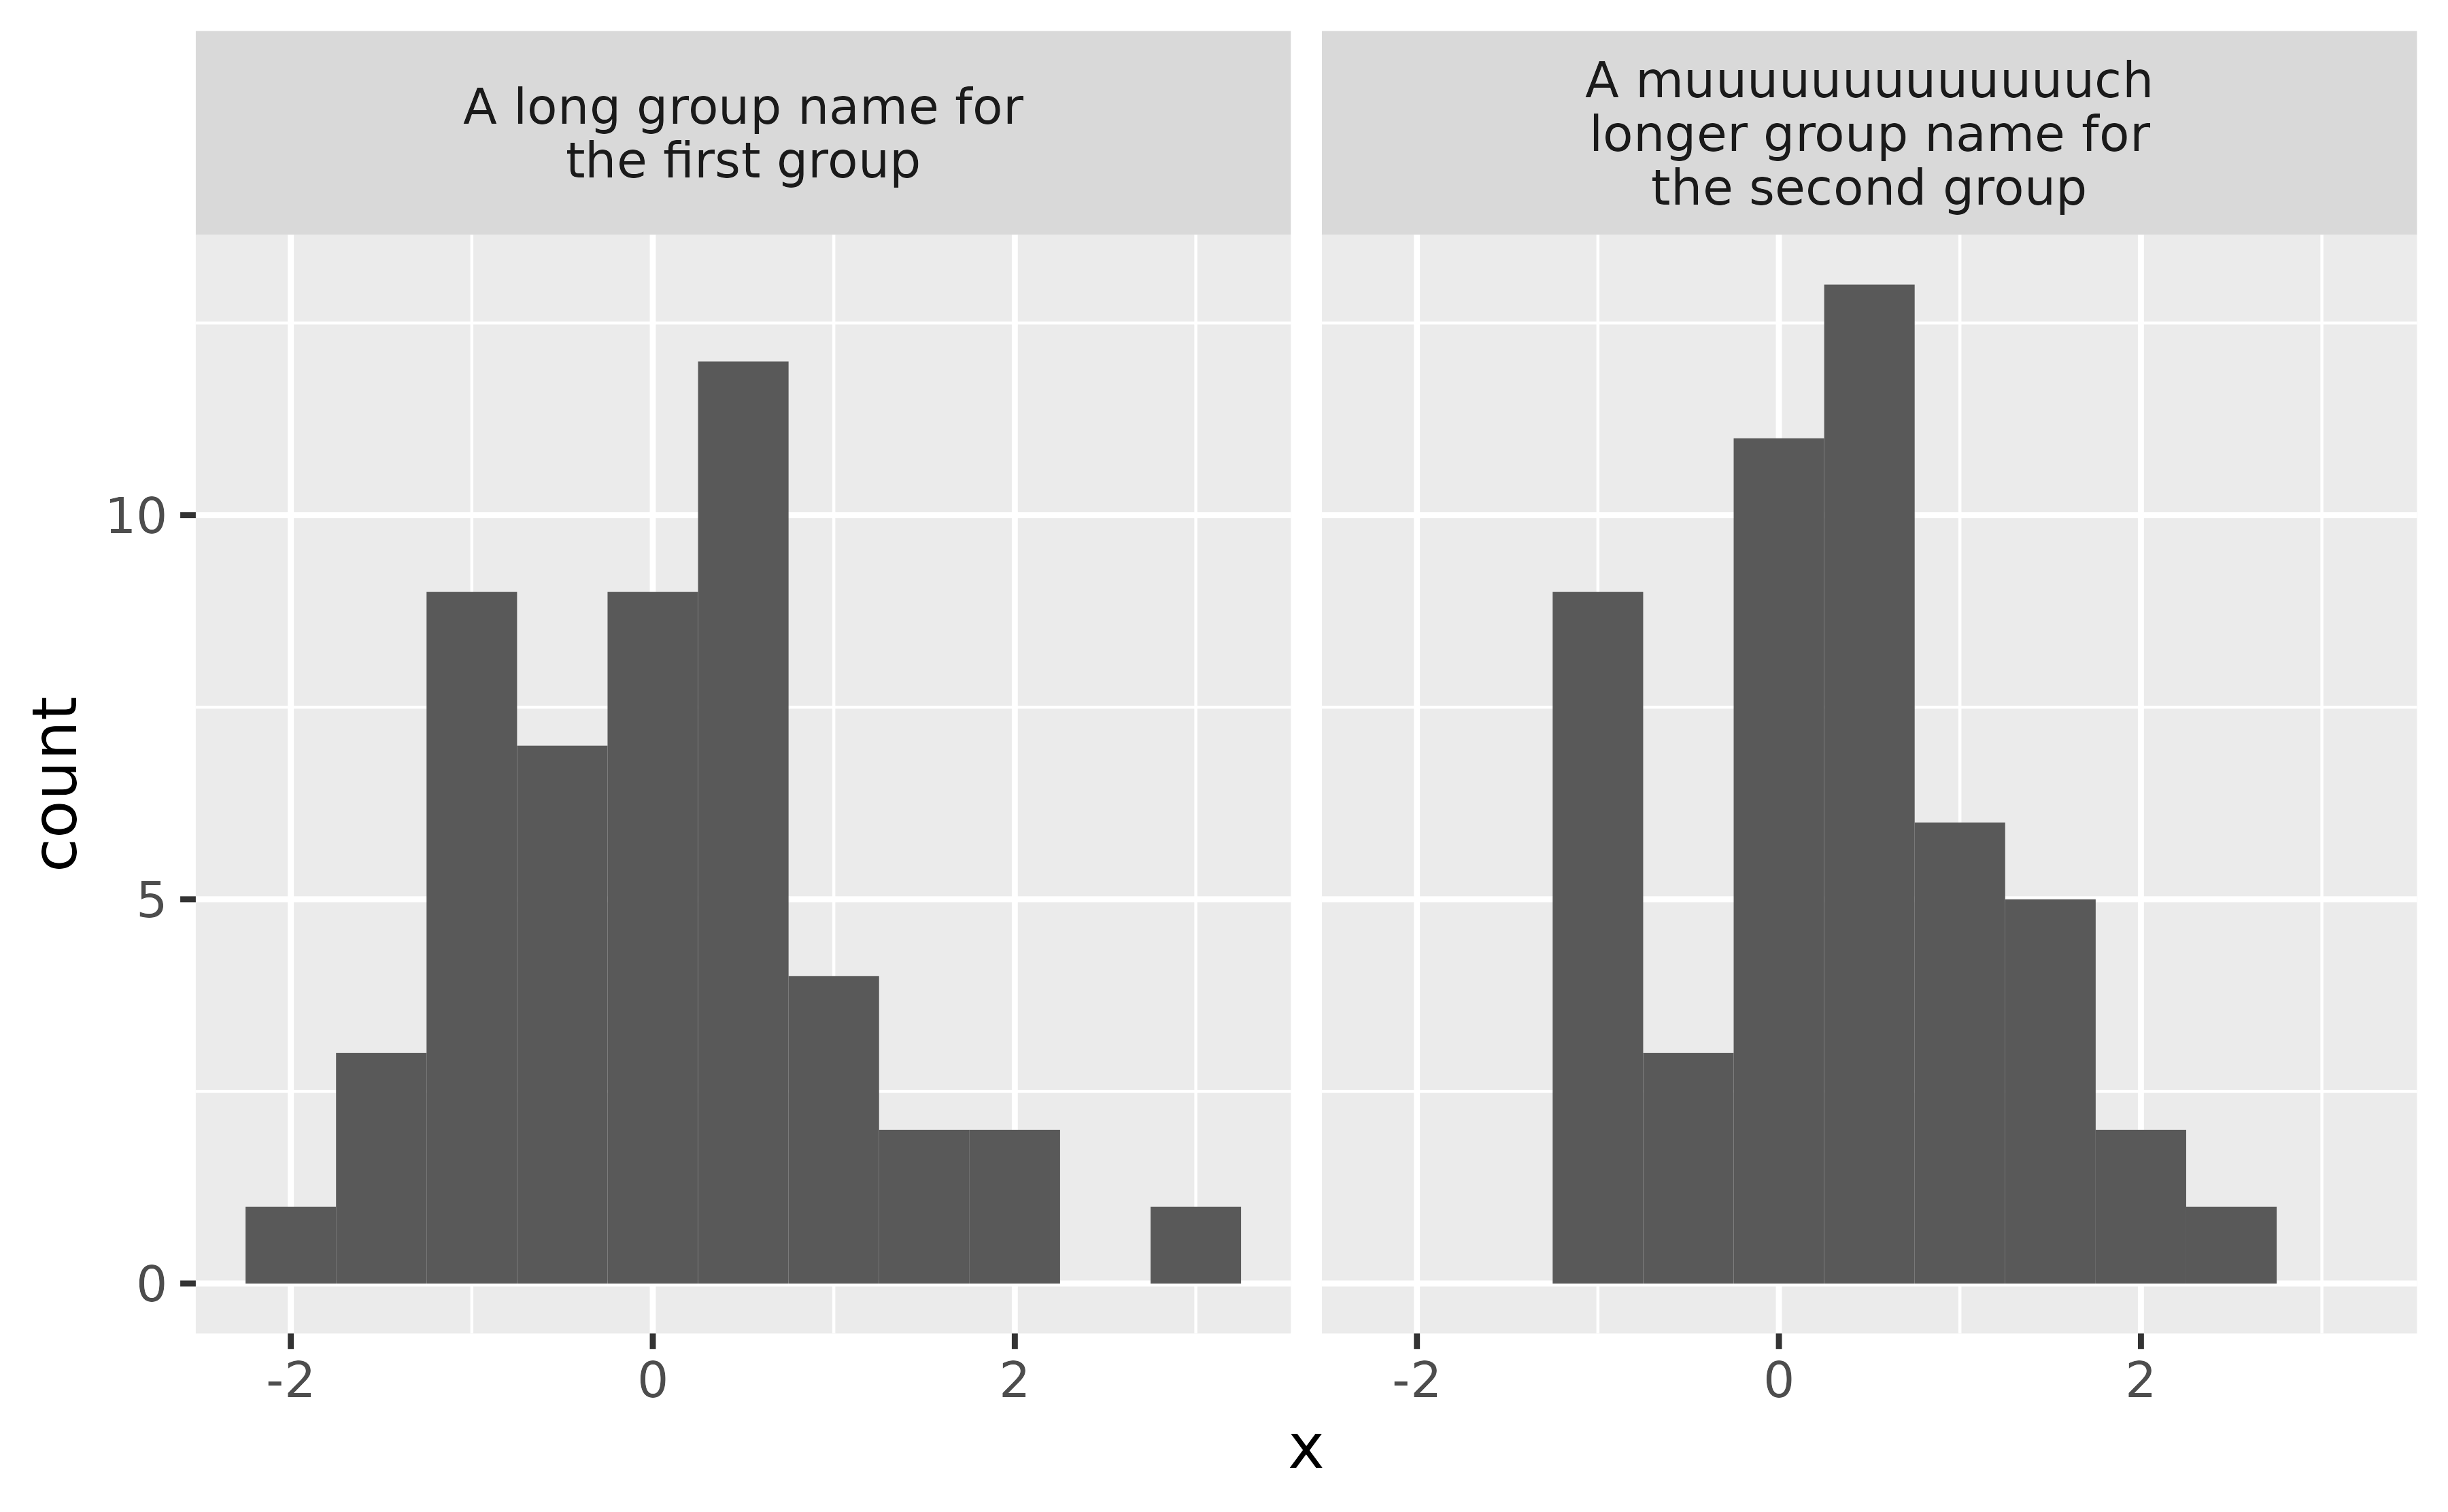 A long group name for
the first group
A muuuuuuuuuuuuuuch
longer group name for
the second group
count
10
5
0
-2
0
2
-2
0
2
x